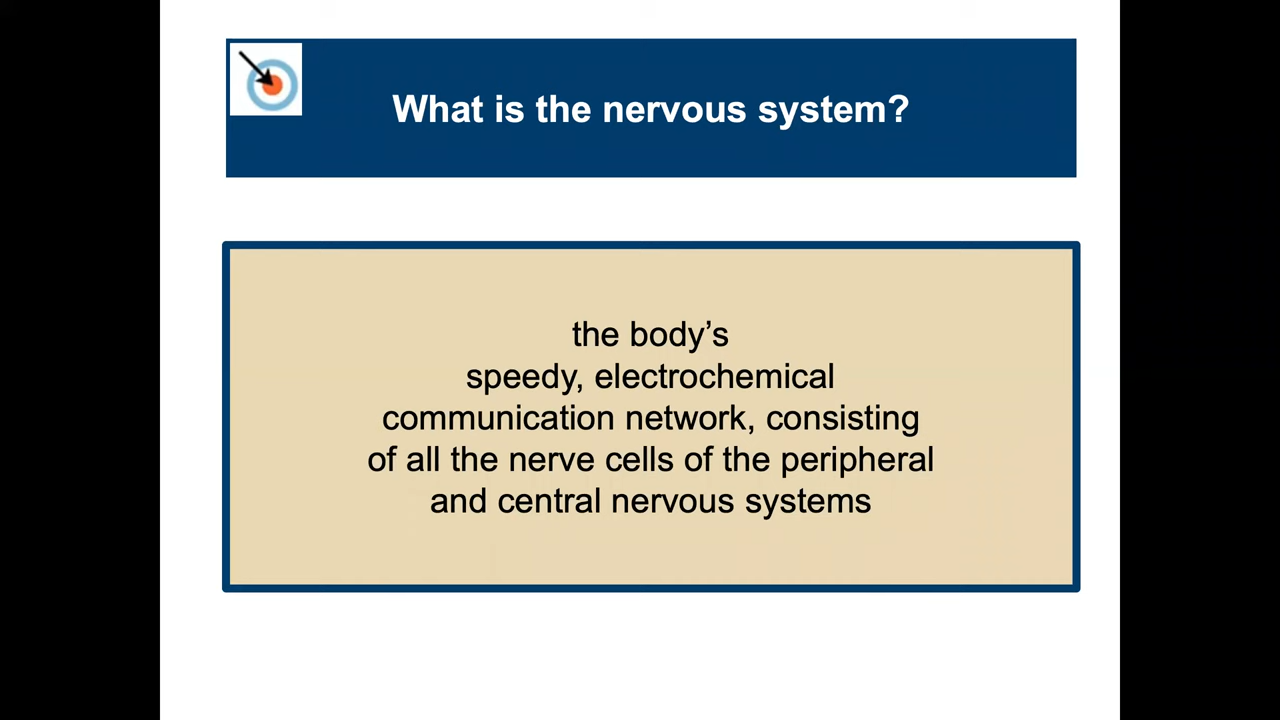 What is the nervous system?
the body’s
speedy, electrochemical
communication network, consisting
of all the nerve cells of the peripheral
and central nervous systems